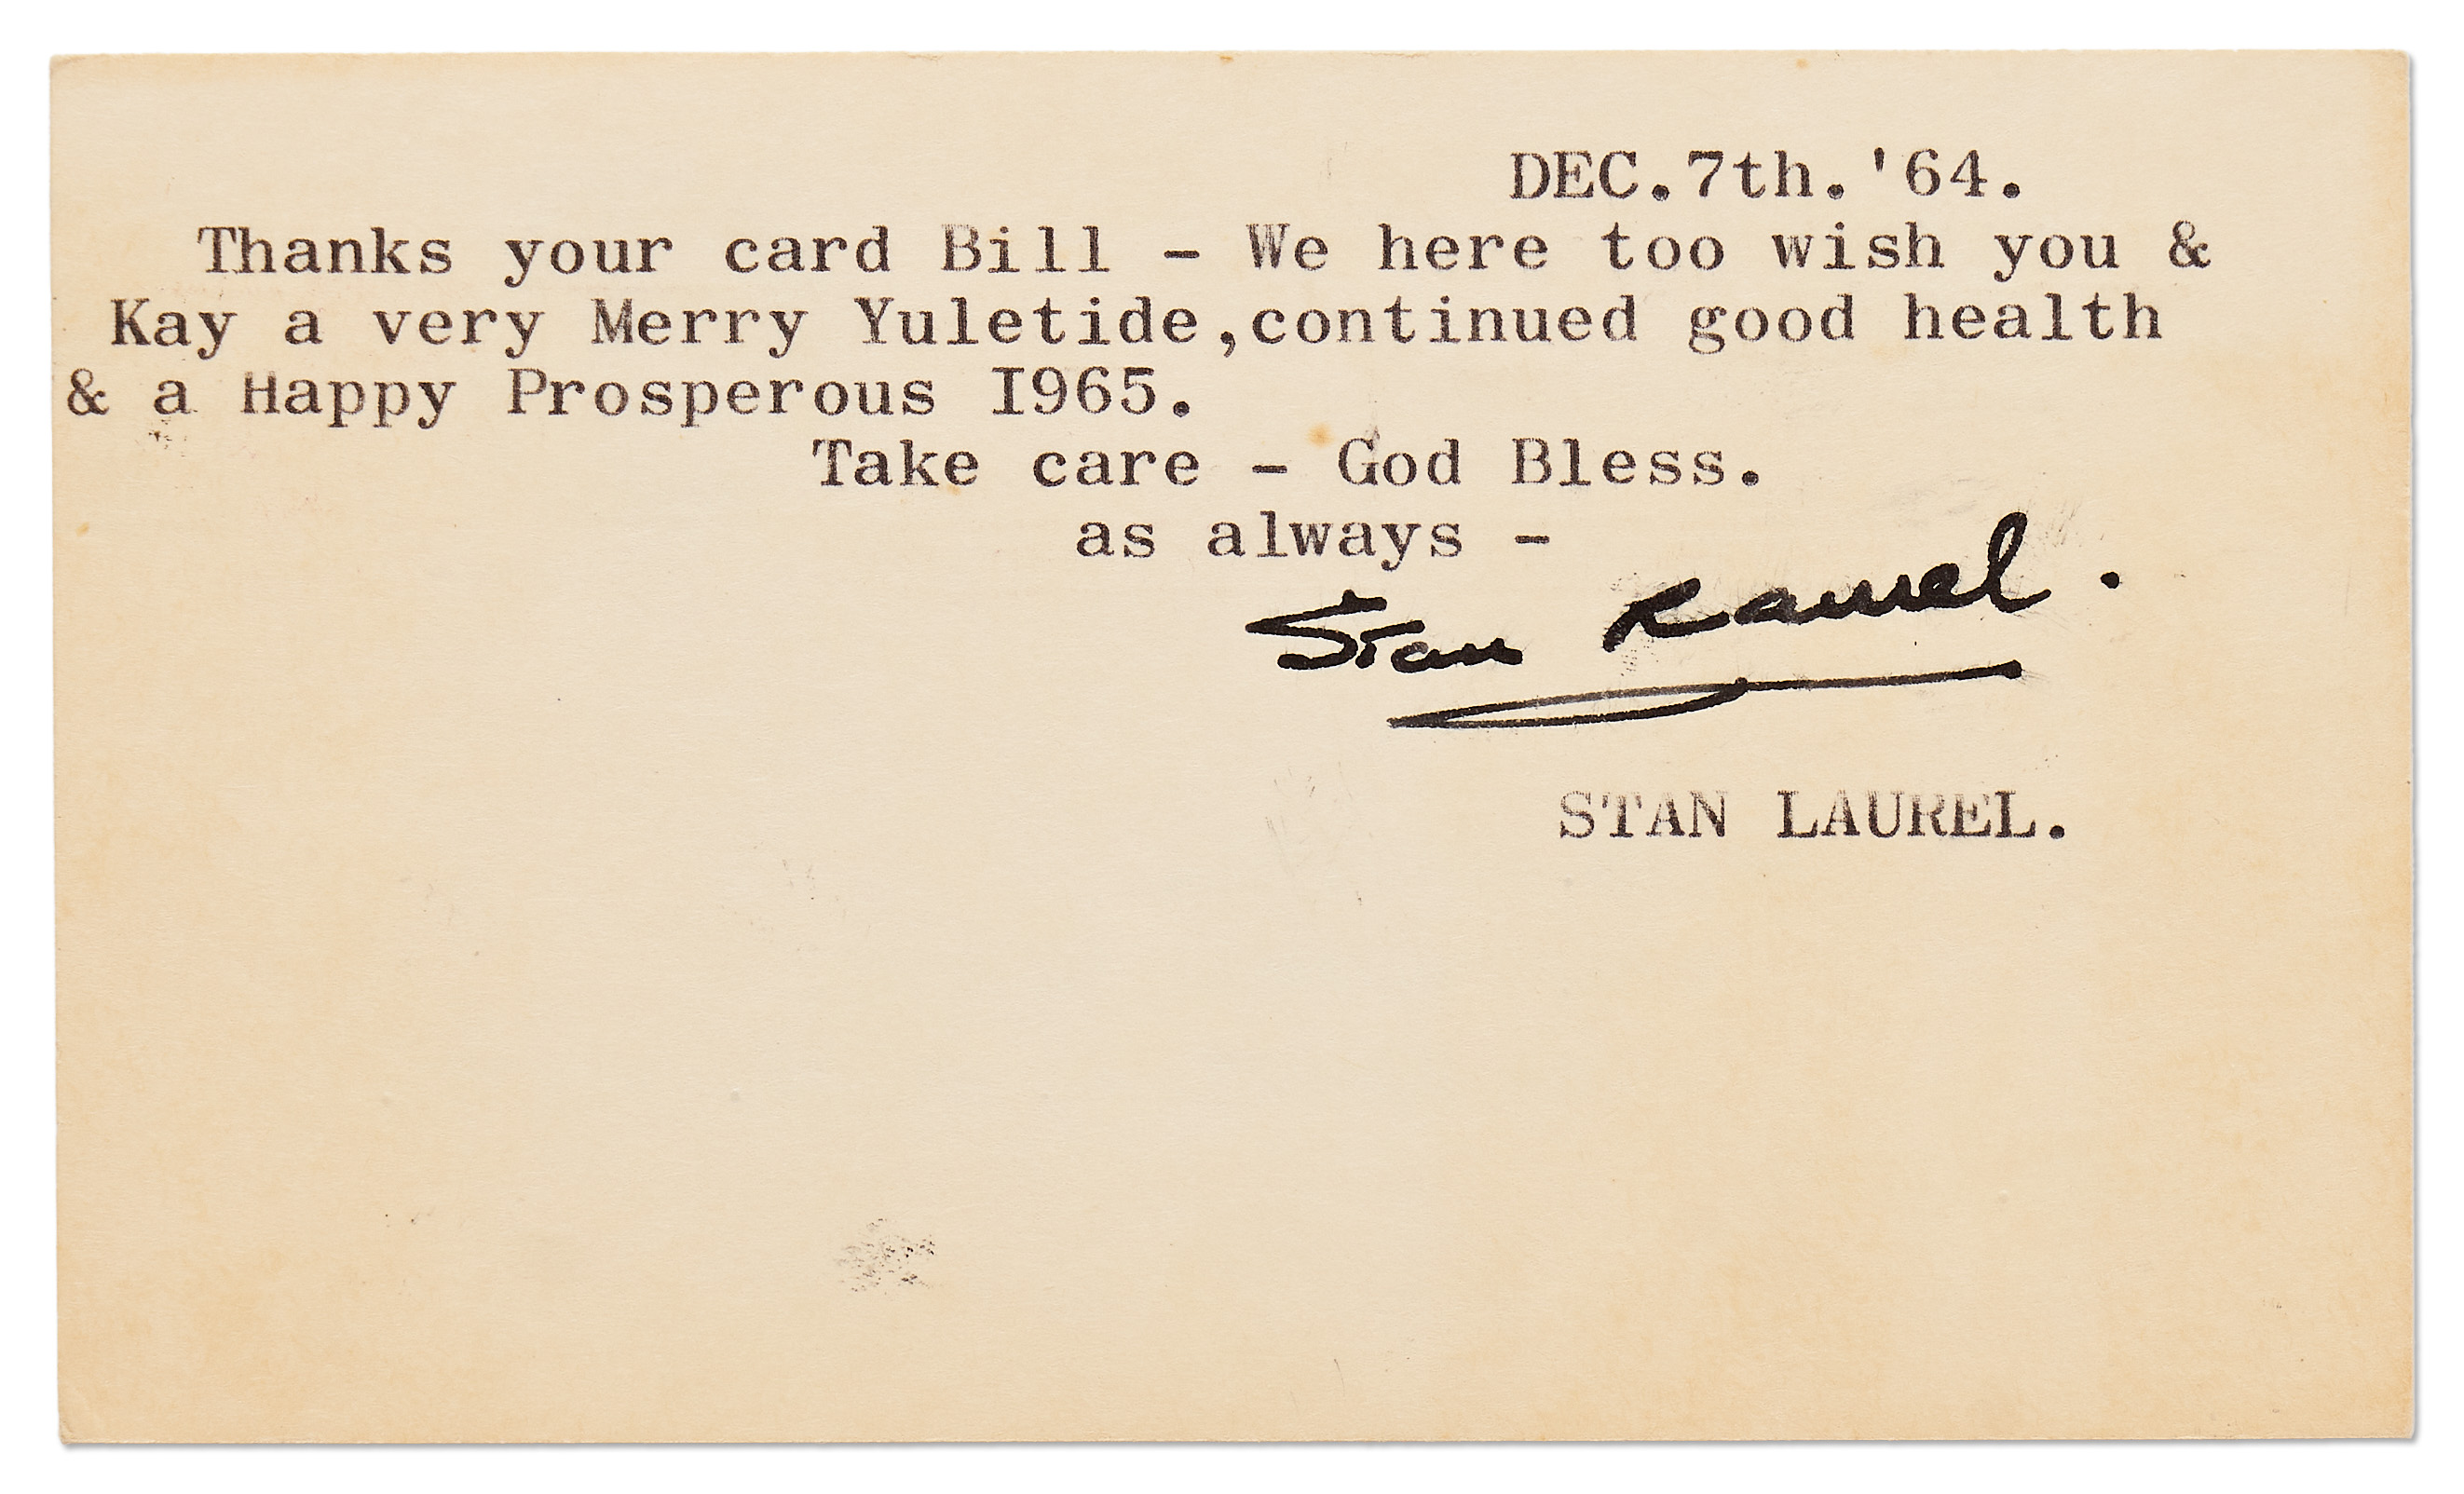 DEC.7th.'64.
Thanks your card Bill - We here too wish you &
Kay a very Merry Yuletide,continued good health
& a Happy Prosperous I965.
Take care - God Bless.
as always -
Stan Laurel.
STAN LAUREL.